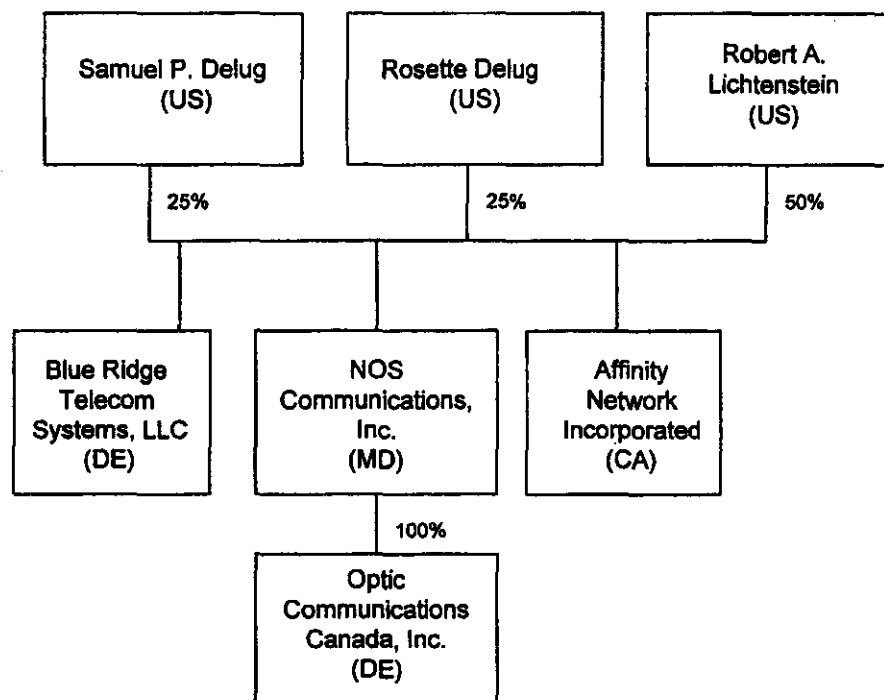 Samuel P. Delug
(US)
Rosette Delug
(US)
Robert A.
Lichtenstein
(US)
25%
25%
50%
Blue Ridge
Telecom
Systems, LLC
(DE)
NOS
Communications,
Inc.
(MD)
Affinity
Network
Incorporated
(CA)
100%
Optic
Communications
Canada, Inc.
(DE)